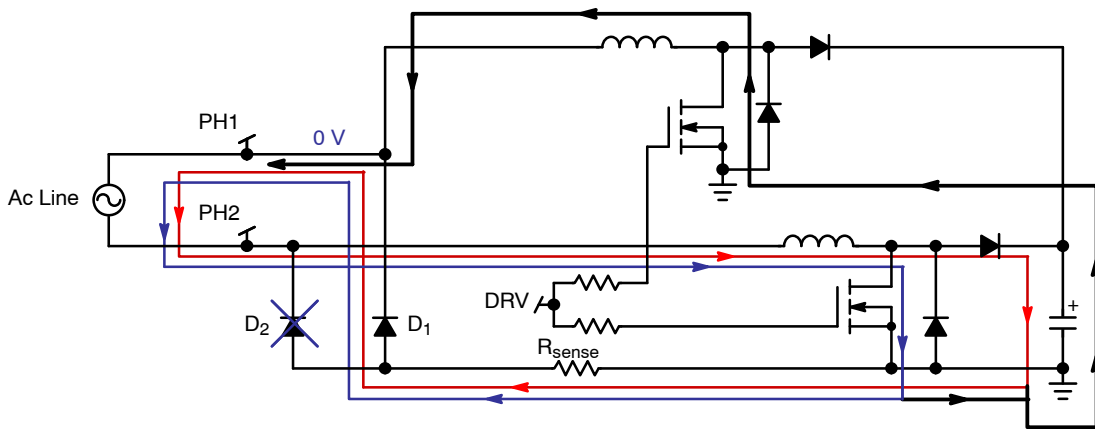 PH1
0 V
Ac Line
PH2
DRV
D2
D1
Rsense
+